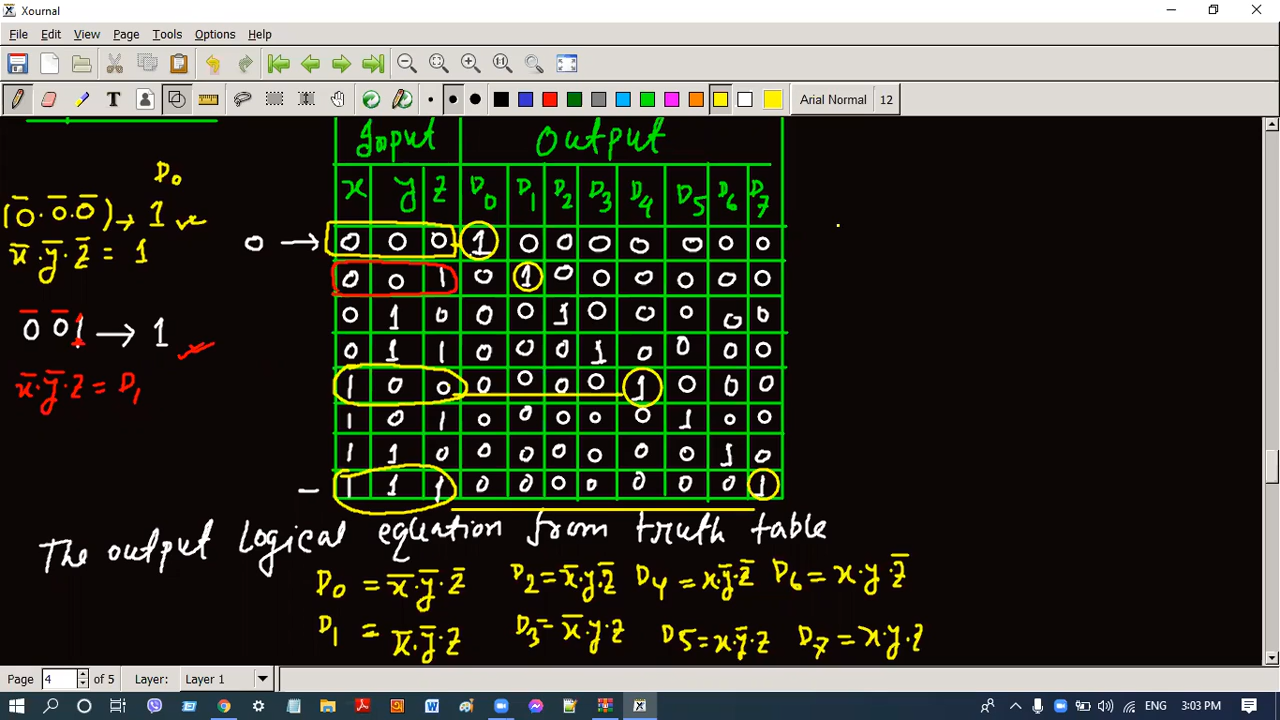 Xournal
File Edit View Page Tools Options Help
T Arial Normal 12
Input Output
x y z D₀ D₁ D₂ D₃ D₄ D₅ D₆ D₇
0 → 0 0 0 1 0 0 0 0 0 0 0
0 0 1 0 1 0 0 0 0 0 0
0 1 0 0 0 1 0 0 0 0 0
0 1 1 0 0 0 1 0 0 0 0
1 0 0 0 0 0 0 1 0 0 0
1 0 1 0 0 0 0 0 1 0 0
1 1 0 0 0 0 0 0 0 1 0
– 1 1 1 0 0 0 0 0 0 0 1
D₀
(0̅·0̅·0̅) → 1
x̅·y̅·z̅ = 1
0̅ 0̅ 1 → 1
x̅·y̅·z = D₁
The output logical equation from truth table
D₀ = x̅·y̅·z̅ D₂ = x̅·y·z̅ D₄ = x·y̅·z̅ D₆ = x·y·z̅
D₁ = x̅·y̅·z D₃ = x̅·y·z D5 = x·y̅·z D₇ = x·y·z
Page 4 of 5 Layer: Layer 1
ENG 3:03 PM